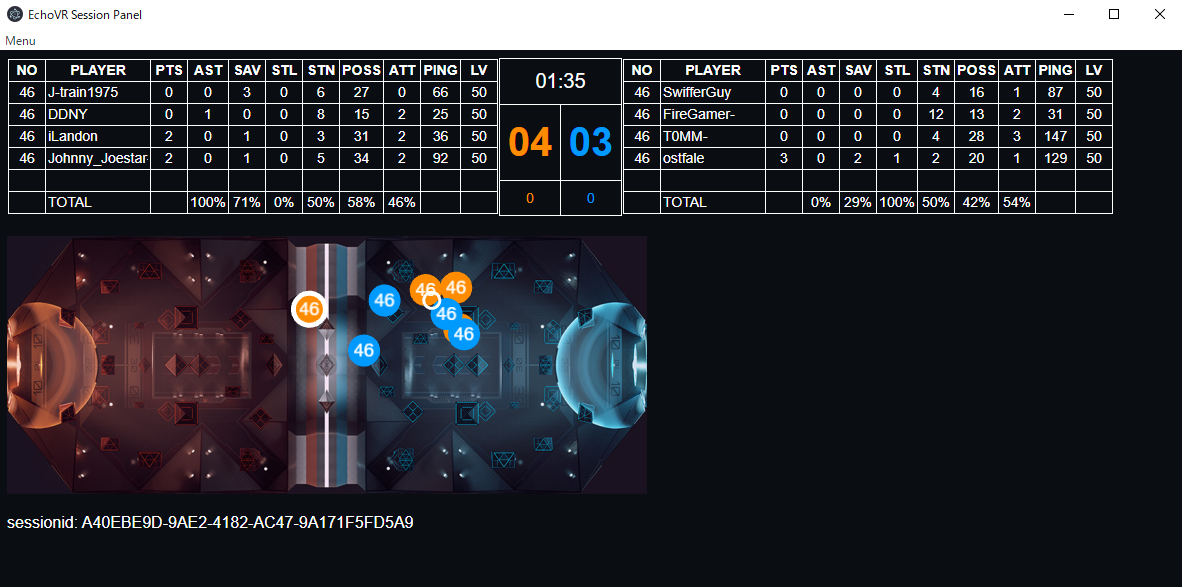 EchoVR Session Panel
Menu
NO PLAYER PTS AST SAV STL STN POSS ATT PING LV
46 J-train1975 0 0 3 0 6 27 0 66 50
46 DDNY 0 1 0 0 8 15 2 25 50
46 iLandon 2 0 1 0 3 31 2 36 50
46 Johnny_Joestar 2 0 1 0 5 34 2 92 50
TOTAL 100% 71% 0% 50% 58% 46%
01:35
04 03
0 0
NO PLAYER PTS AST SAV STL STN POSS ATT PING LV
46 SwifferGuy 0 0 0 0 4 16 1 87 50
46 FireGamer- 0 0 0 0 12 13 2 31 50
46 T0MM- 0 0 0 0 4 28 3 147 50
46 ostfale 3 0 2 1 2 20 1 129 50
TOTAL 0% 29% 100% 50% 42% 54%
46 46
46 46
46
46
46
sessionid: A40EBE9D-9AE2-4182-AC47-9A171F5FD5A9